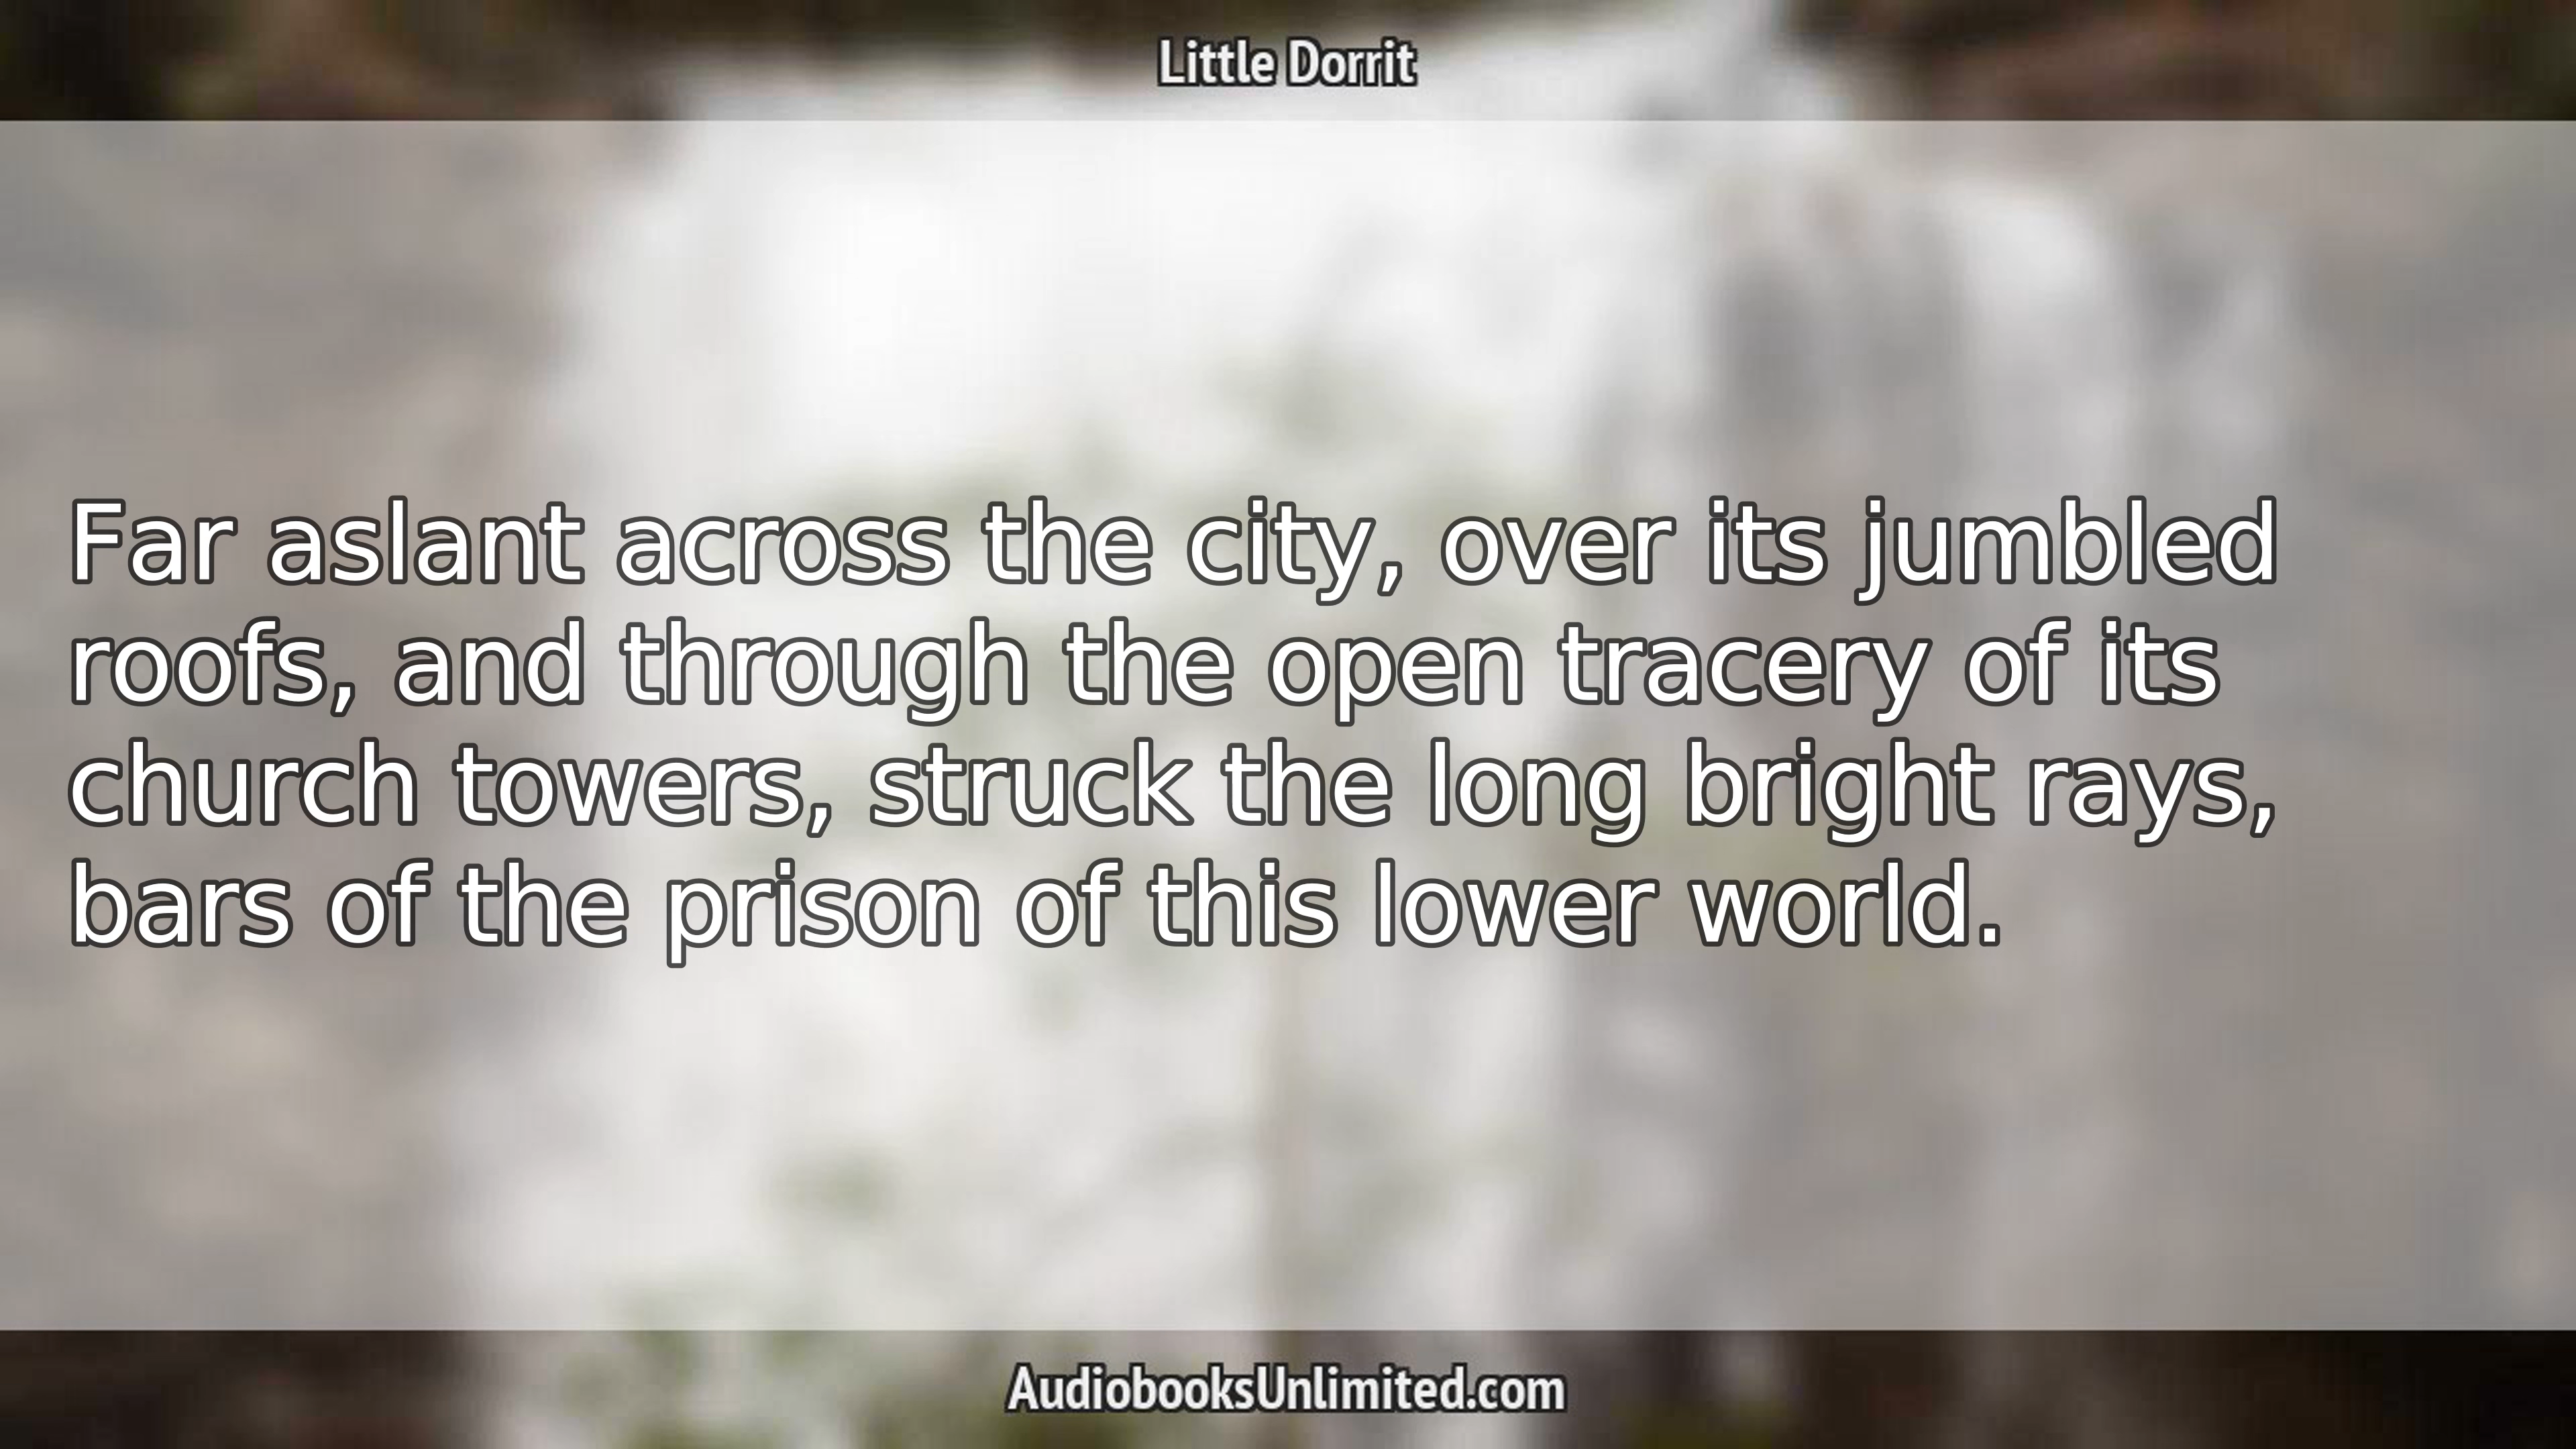 Little Dorrit
Far aslant across the city, over its jumbled
roofs, and through the open tracery of its
church towers, struck the long bright rays,
bars of the prison of this lower world.
AudiobooksUnlimited.com